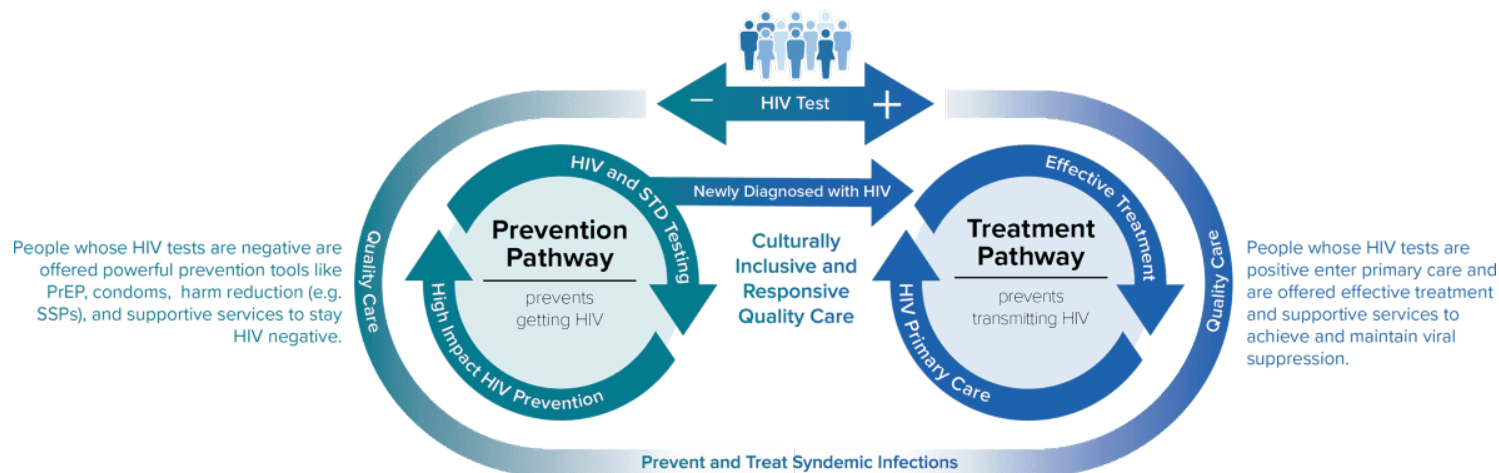 − HIV Test +
HIV and STD Testing
Newly Diagnosed with HIV
Effective Treatment
Prevention
Pathway
prevents
getting HIV
High Impact HIV Prevention
Culturally
Inclusive and
Responsive
Quality Care
Treatment
Pathway
prevents
transmitting HIV
HIV Primary Care
Quality Care
People whose HIV tests are negative are
offered powerful prevention tools like
PrEP, condoms, harm reduction (e.g.
SSPs), and supportive services to stay
HIV negative.
Quality Care
People whose HIV tests are
positive enter primary care and
are offered effective treatment
and supportive services to
achieve and maintain viral
suppression.
Prevent and Treat Syndemic Infections